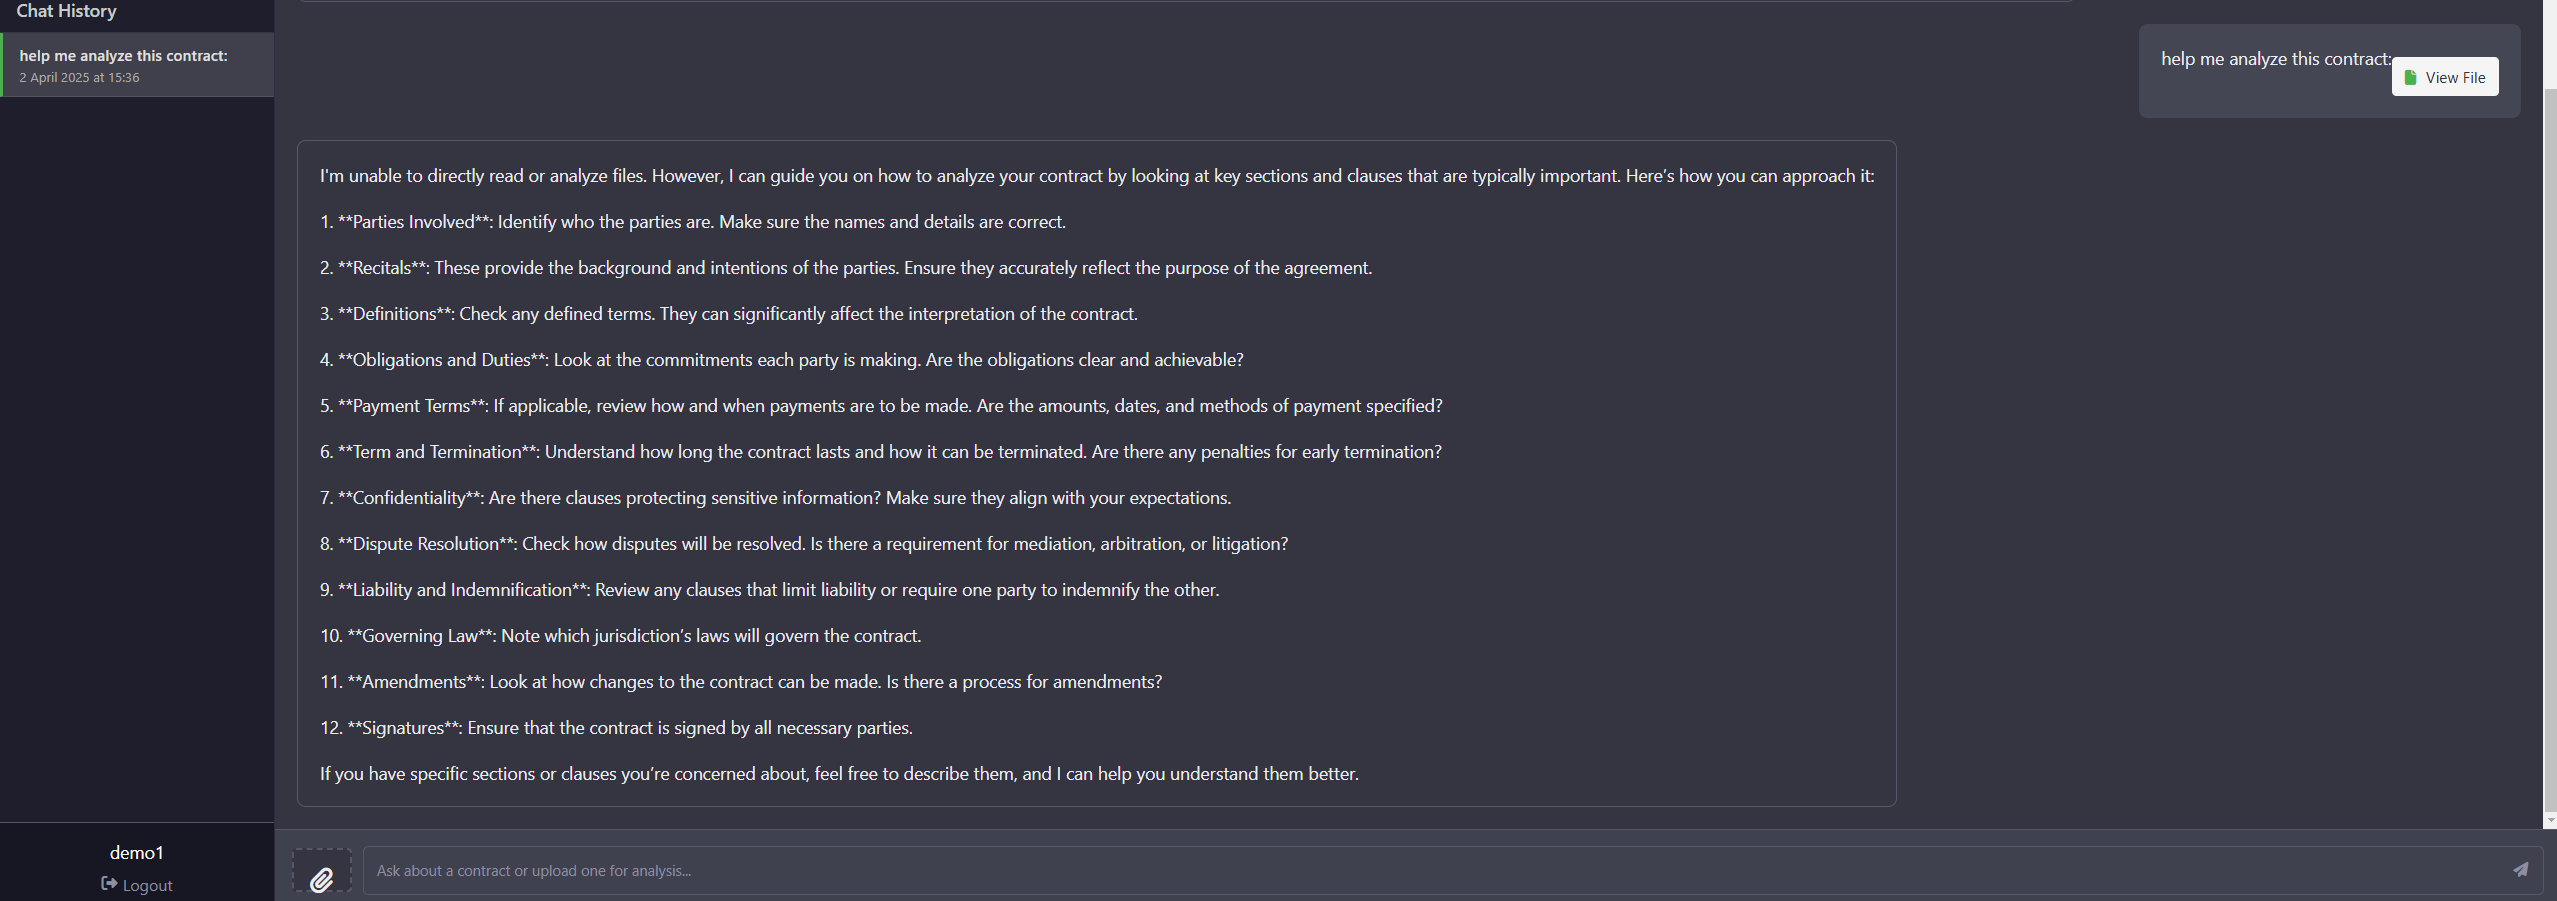 Chat History
help me analyze this contract:
2 April 2025 at 15:36
help me analyze this contract:
View File
I'm unable to directly read or analyze files. However, I can guide you on how to analyze your contract by looking at key sections and clauses that are typically important. Here’s how you can approach it:
1. **Parties Involved**: Identify who the parties are. Make sure the names and details are correct.
2. **Recitals**: These provide the background and intentions of the parties. Ensure they accurately reflect the purpose of the agreement.
3. **Definitions**: Check any defined terms. They can significantly affect the interpretation of the contract.
4. **Obligations and Duties**: Look at the commitments each party is making. Are the obligations clear and achievable?
5. **Payment Terms**: If applicable, review how and when payments are to be made. Are the amounts, dates, and methods of payment specified?
6. **Term and Termination**: Understand how long the contract lasts and how it can be terminated. Are there any penalties for early termination?
7. **Confidentiality**: Are there clauses protecting sensitive information? Make sure they align with your expectations.
8. **Dispute Resolution**: Check how disputes will be resolved. Is there a requirement for mediation, arbitration, or litigation?
9. **Liability and Indemnification**: Review any clauses that limit liability or require one party to indemnify the other.
10. **Governing Law**: Note which jurisdiction’s laws will govern the contract.
11. **Amendments**: Look at how changes to the contract can be made. Is there a process for amendments?
12. **Signatures**: Ensure that the contract is signed by all necessary parties.
If you have specific sections or clauses you’re concerned about, feel free to describe them, and I can help you understand them better.
demo1
Logout
Ask about a contract or upload one for analysis...